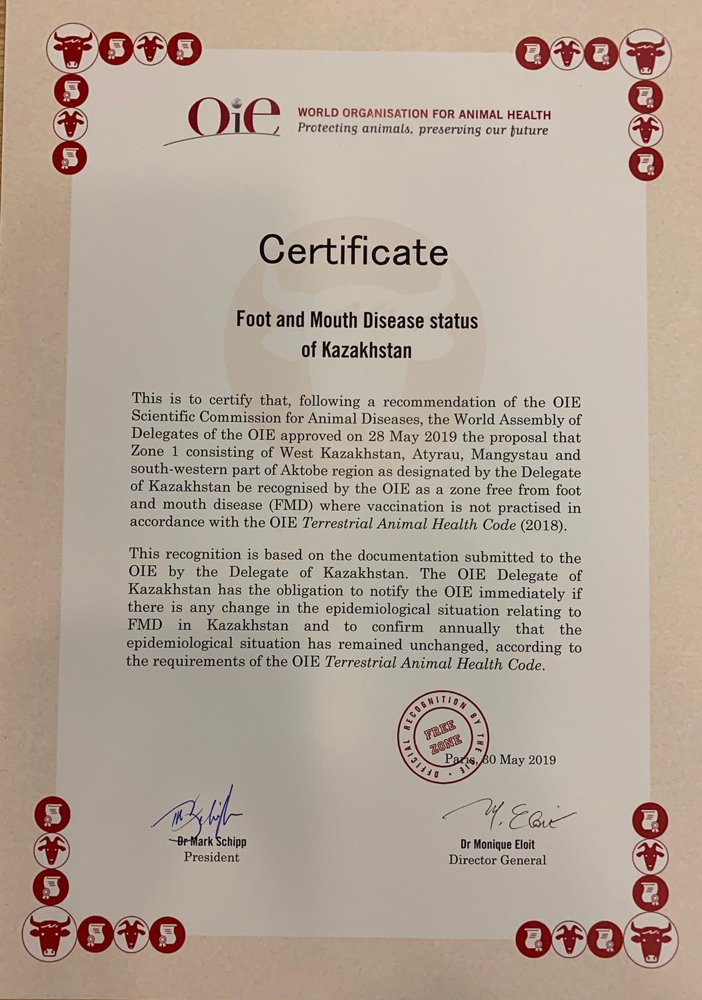 OiE
WORLD ORGANISATION FOR ANIMAL HEALTH
Protecting animals, preserving our future
Certificate
Foot and Mouth Disease status
of Kazakhstan
This is to certify that, following a recommendation of the OIE
Scientific Commission for Animal Diseases, the World Assembly of
Delegates of the OIE approved on 28 May 2019 the proposal that
Zone 1 consisting of West Kazakhstan, Atyrau, Mangystau and
south-western part of Aktobe region as designated by the Delegate
of Kazakhstan be recognised by the OIE as a zone free from foot
and mouth disease (FMD) where vaccination is not practised in
accordance with the OIE Terrestrial Animal Health Code (2018).
This recognition is based on the documentation submitted to the
OIE by the Delegate of Kazakhstan. The OIE Delegate of
Kazakhstan has the obligation to notify the OIE immediately if
there is any change in the epidemiological situation relating to
FMD in Kazakhstan and to confirm annually that the
epidemiological situation has remained unchanged, according to
the requirements of the OIE Terrestrial Animal Health Code.
OFFICIAL RECOGNITION BY THE OIE •
FREE
ZONE
Paris, 30 May 2019
M. Eloit
Dr Mark Schipp
President
Dr Monique Eloit
Director General